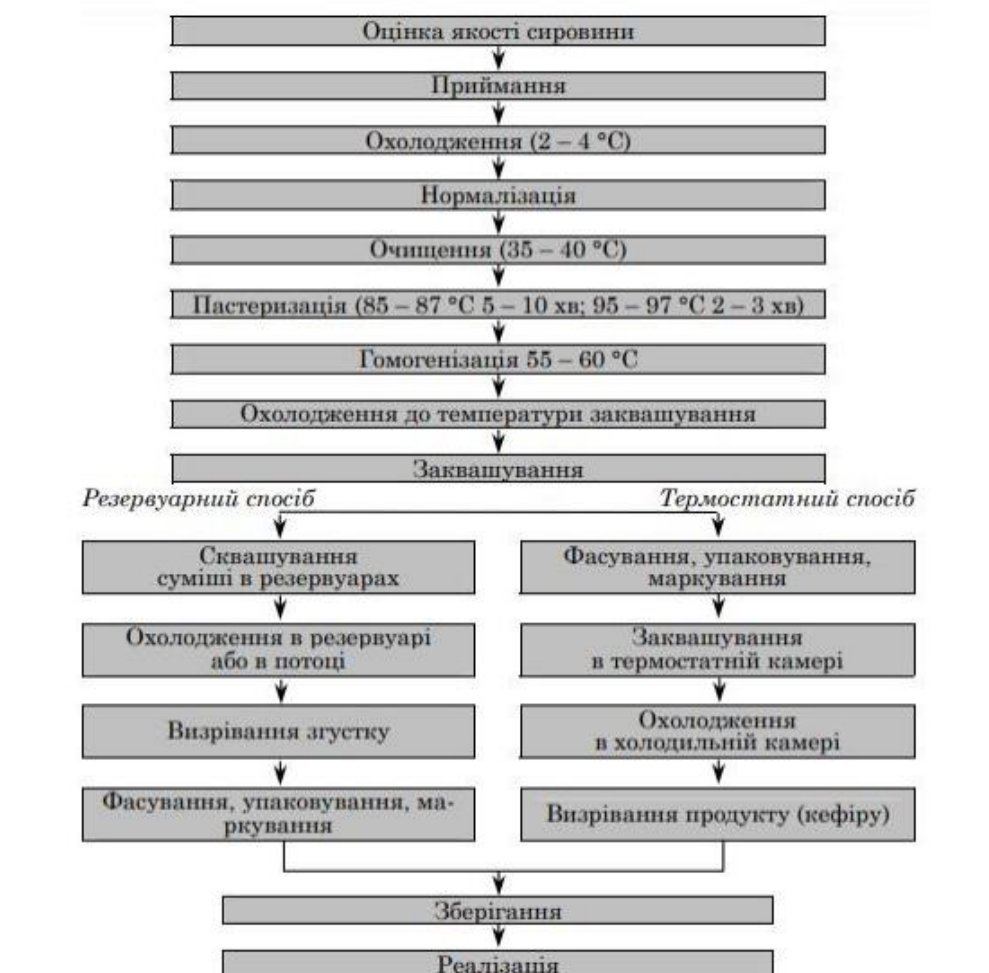 Оцінка якості сировини
Приймання
Охолодження (2 – 4 °С)
Нормалізація
Очищення (35 – 40 °С)
Пастеризація (85 – 87 °С 5 – 10 хв; 95 – 97 °С 2 – 3 хв)
Гомогенізація 55 – 60 °С
Охолодження до температури заквашування
Заквашування
Резервуарний спосіб
Сквашування
суміші в резервуарах
Охолодження в резервуарі
або в потоці
Визрівання згустку
Фасування, упаковування, ма-
ркування
Термостатний спосіб
Фасування, упаковування,
маркування
Заквашування
в термостатній камері
Охолодження
в холодильній камері
Визрівання продукту (кефіру)
Зберігання
Реалізація